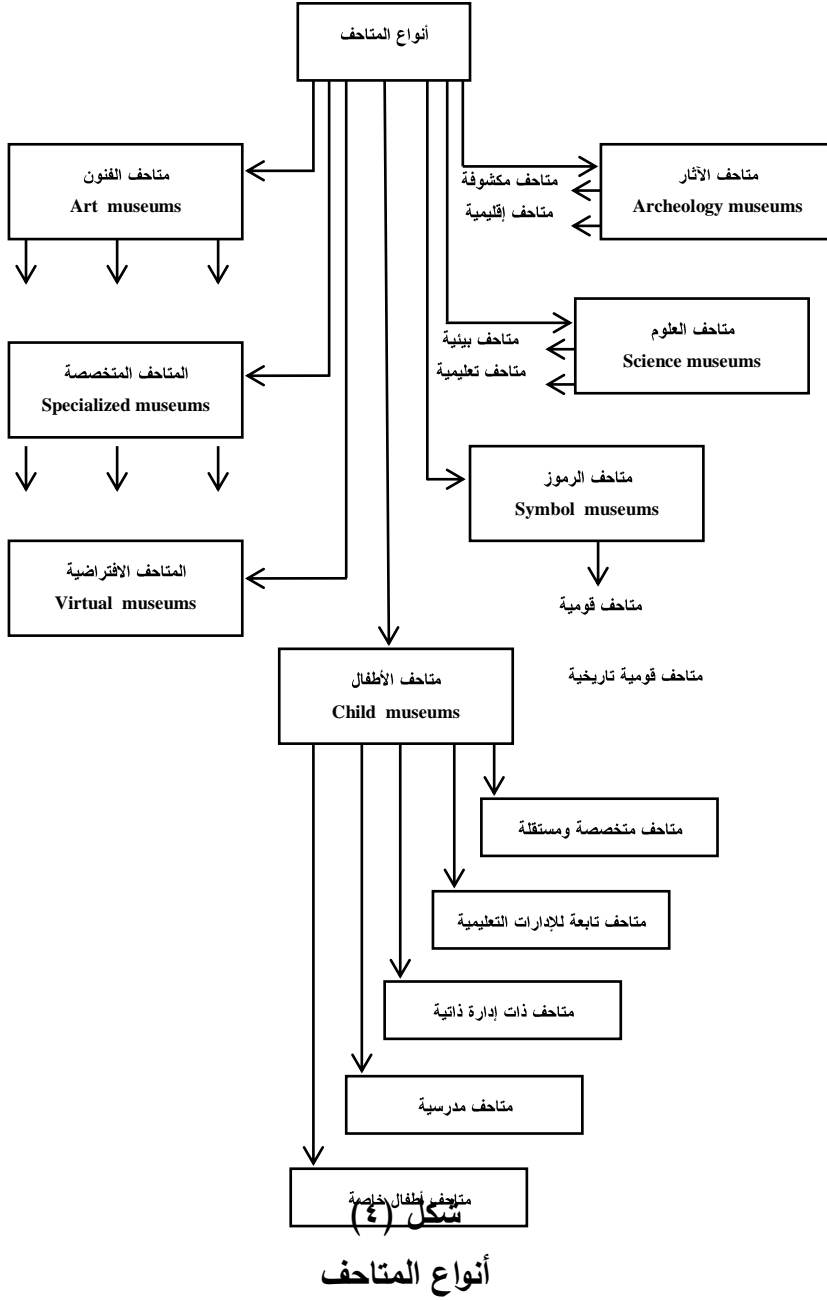 أنواع المتاحف
متاحف الآثار
Archeology museums
متاحف مكشوفة
متاحف إقليمية
متاحف الفنون
Art museums
متاحف العلوم
Science museums
متاحف بيئية
متاحف تعليمية
المتاحف المتخصصة
Specialized museums
متاحف الرموز
Symbol museums
متاحف قومية
متاحف قومية تاريخية
المتاحف الافتراضية
Virtual museums
متاحف الأطفال
Child museums
متاحف متخصصة ومستقلة
متاحف تابعة للإدارات التعليمية
متاحف ذات إدارة ذاتية
متاحف مدرسية
متاحف أطفال خاصة
شكل (٤)
أنواع المتاحف